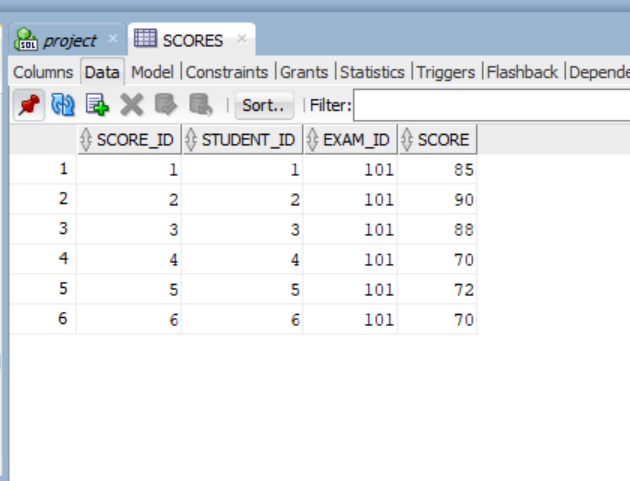 project SCORES
Columns Data Model Constraints Grants Statistics Triggers Flashback Depende
Sort.. Filter:
SCORE_ID STUDENT_ID EXAM_ID SCORE
1 1 1 101 85
2 2 2 101 90
3 3 3 101 88
4 4 4 101 70
5 5 5 101 72
6 6 6 101 70